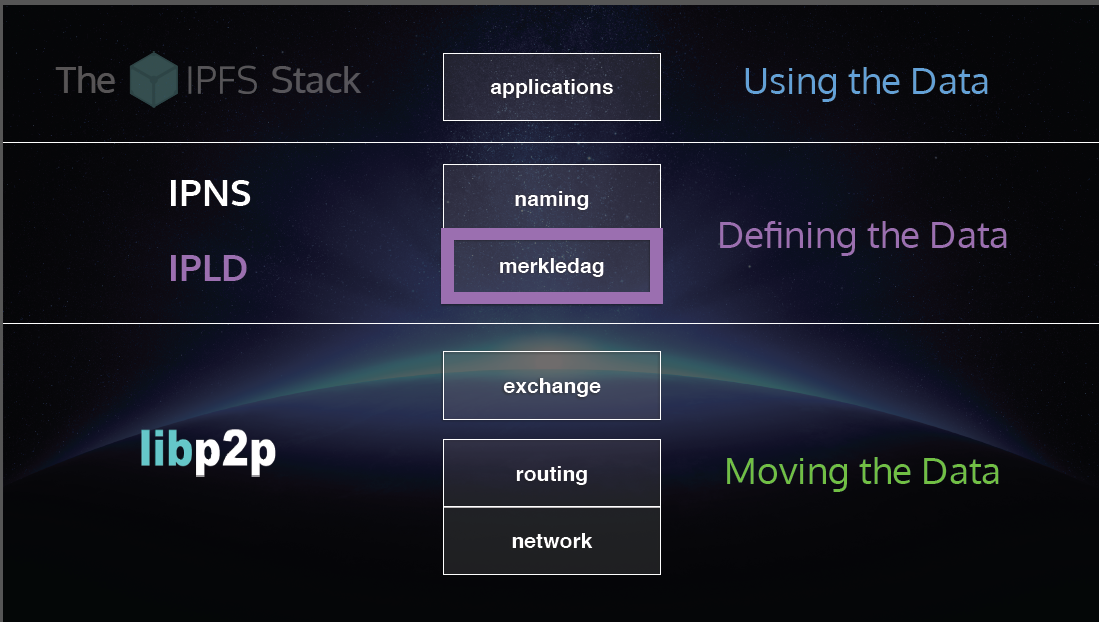 The IPFS Stack
applications
Using the Data
IPNS
naming
Defining the Data
IPLD
merkledag
exchange
libp2p
routing
Moving the Data
network